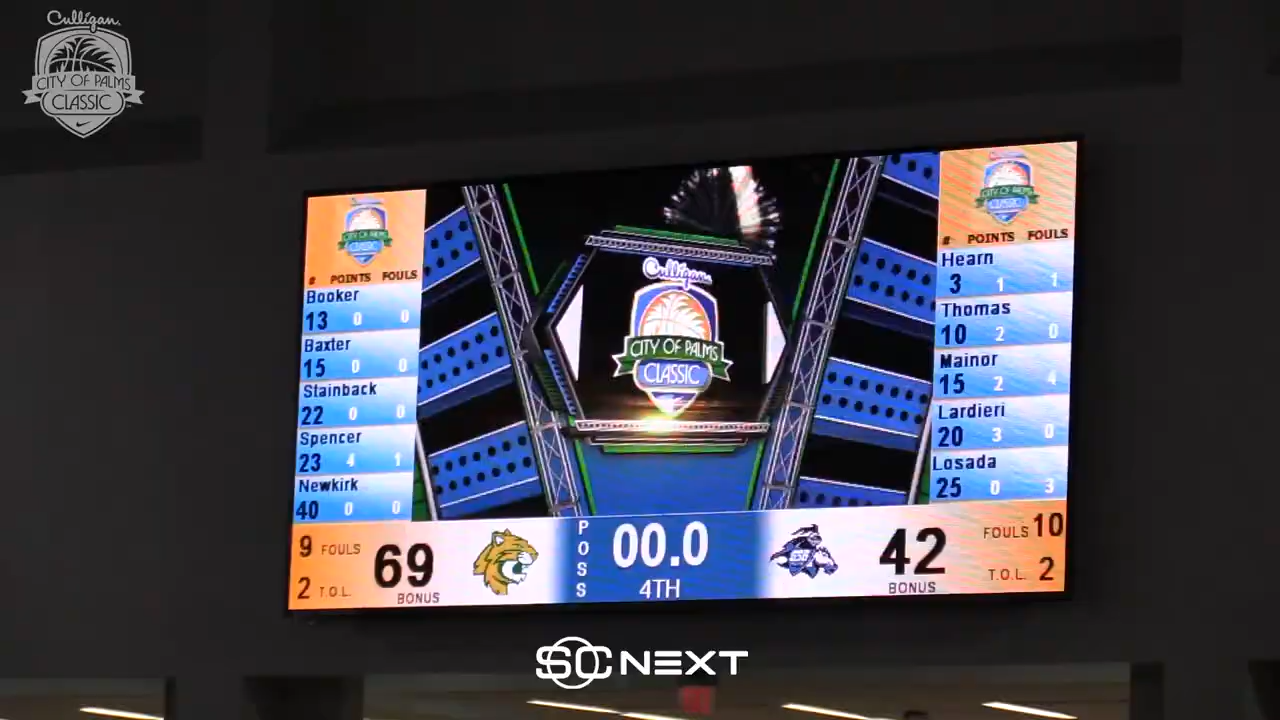 Culligan.
CITY OF PALMS
CLASSIC
CITY OF PALMS
CLASSIC
# POINTS FOULS
Booker
13 0 0
Baxter
15 0 0
Stainback
22 0 0
Spencer
23 4 1
Newkirk
40 0 0
Culligan.
CITY OF PALMS
CLASSIC
Culligan
CITY OF PALMS
CLASSIC
# POINTS FOULS
Hearn
3 1 1
Thomas
10 2 0
Mainor
15 2 4
Lardieri
20 3 0
Losada
25 0 3
9 FOULS
2 T.O.L.
69
BONUS
POSS
00.0
4TH
42
BONUS
FOULS 10
T.O.L. 2
SC NEXT